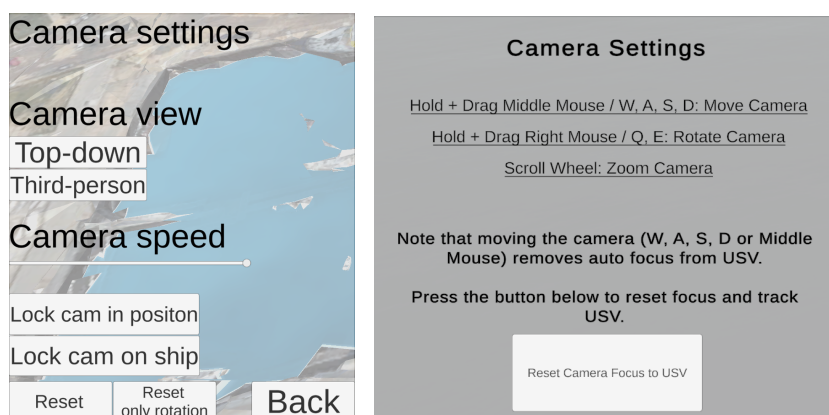 Camera settings
Camera view
Top-down
Third-person
Camera speed
Lock cam in positon
Lock cam on ship
Reset
Reset
only rotation
Back
Camera Settings
Hold + Drag Middle Mouse / W, A, S, D: Move Camera
Hold + Drag Right Mouse / Q, E: Rotate Camera
Scroll Wheel: Zoom Camera
Note that moving the camera (W, A, S, D or Middle
Mouse) removes auto focus from USV.
Press the button below to reset focus and track
USV.
Reset Camera Focus to USV